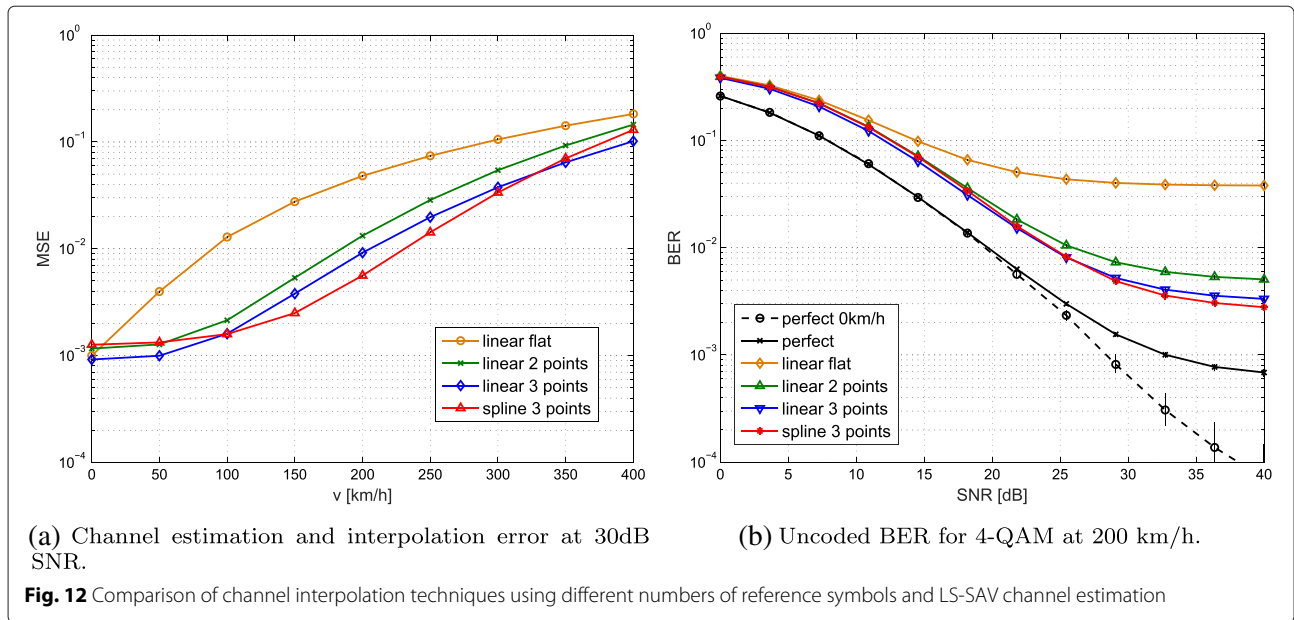 10^0
10^−1
10^−2
10^−3
10^−4
MSE
0 50 100 150 200 250 300 350 400
v [km/h]
linear flat
linear 2 points
linear 3 points
spline 3 points
10^0
10^−1
10^−2
10^−3
10^−4
BER
0 5 10 15 20 25 30 35 40
SNR [dB]
perfect 0km/h
perfect
linear flat
linear 2 points
linear 3 points
spline 3 points
(a) Channel estimation and interpolation error at 30dB
SNR.
(b) Uncoded BER for 4-QAM at 200 km/h.
Fig. 12 Comparison of channel interpolation techniques using different numbers of reference symbols and LS-SAV channel estimation